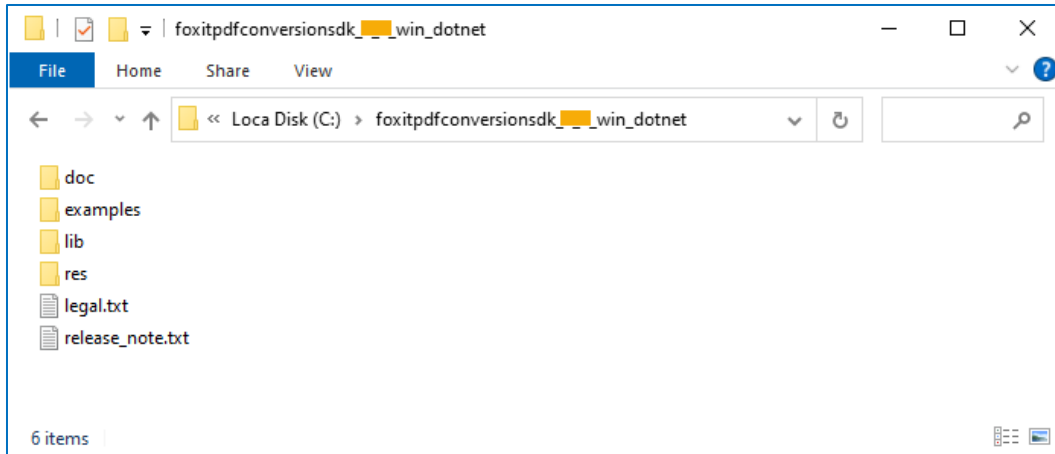 foxitpdfconversionsdk_ _ _win_dotnet
File Home Share View
« Loca Disk (C:) › foxitpdfconversionsdk_ _ _win_dotnet
doc
examples
lib
res
legal.txt
release_note.txt
6 items